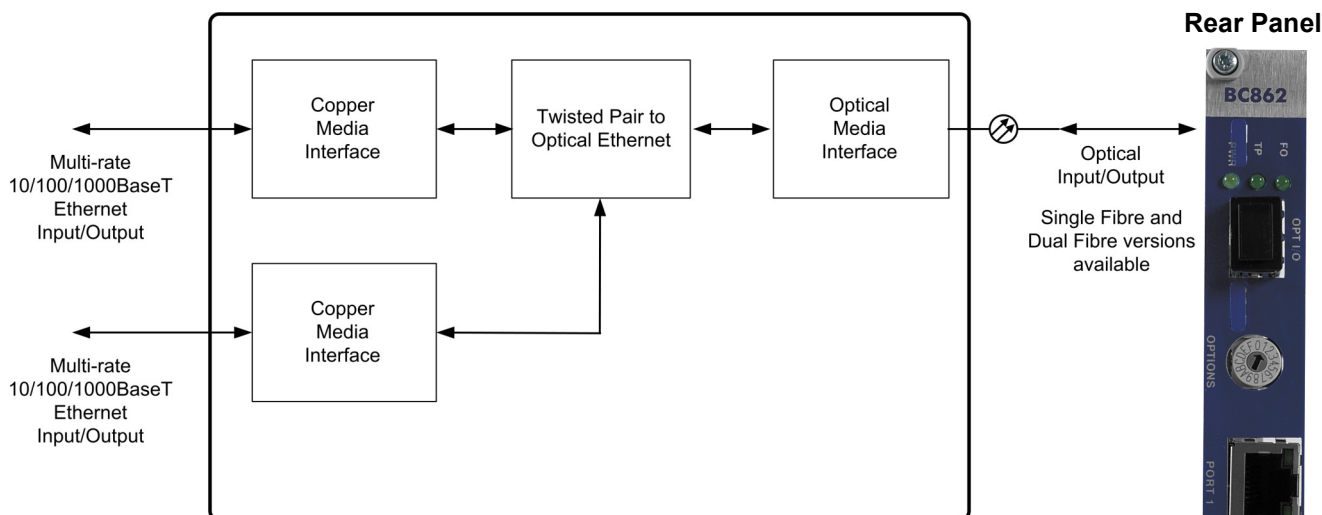 Rear Panel
BC862
PWR
TP
FO
OPT I/O
OPTIONS
0123456789ABCDEF
PORT 1
Copper
Media
Interface
Twisted Pair to
Optical Ethernet
Optical
Media
Interface
Multi-rate
10/100/1000BaseT
Ethernet
Input/Output
Optical
Input/Output
Single Fibre and
Dual Fibre versions
available
Copper
Media
Interface
Multi-rate
10/100/1000BaseT
Ethernet
Input/Output